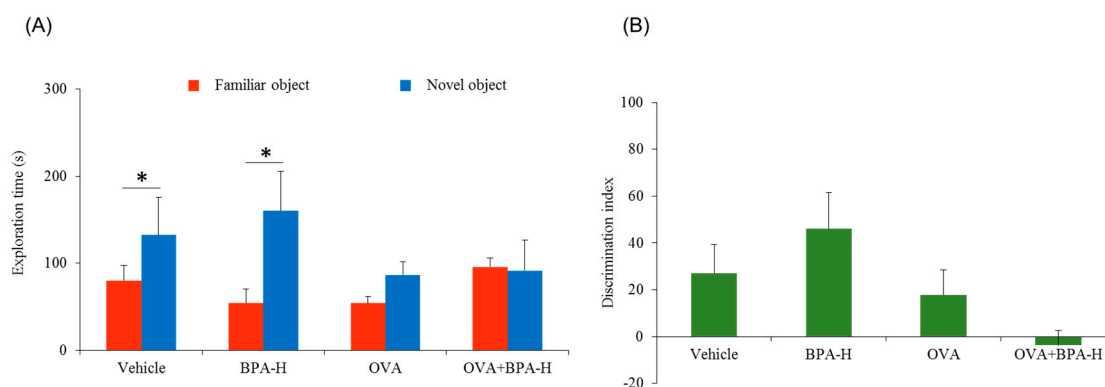 (A)
Familiar object
Novel object
300
200
100
0
Exploration time (s)
*
*
Vehicle
BPA-H
OVA
OVA+BPA-H
(B)
100
80
60
40
20
0
-20
Discrimination index
Vehicle
BPA-H
OVA
OVA+BPA-H